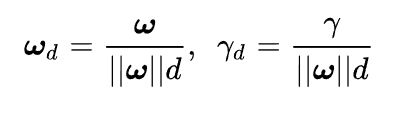 𝝎_d = 𝝎 / ||𝝎||d, γ_d = γ / ||𝝎||d